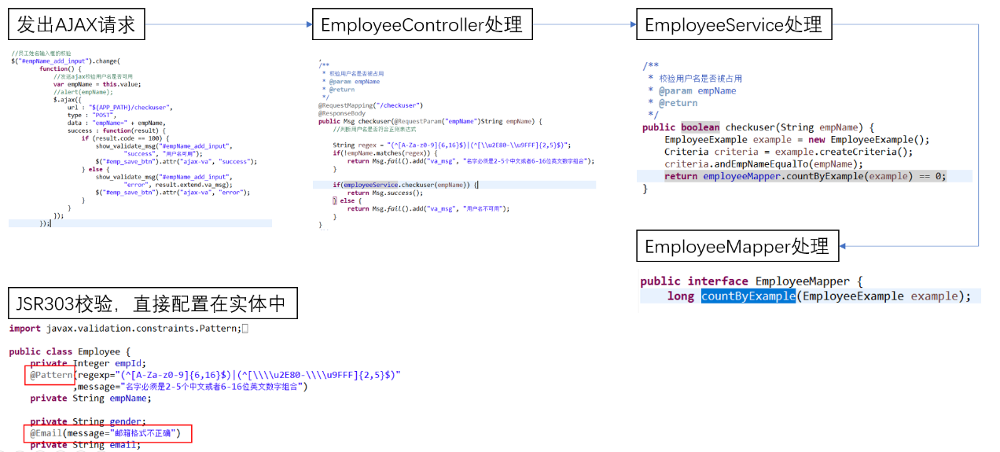 发出AJAX请求
//员工姓名输入框的校验
$("#empName_add_input").change(
function() {
//发送ajax校验用户名是否可用
var empName = this.value;
//alert(empName);
$.ajax({
url : "${APP_PATH}/checkuser",
type : "POST",
data : "empName=" + empName,
success : function(result) {
if (result.code == 100) {
show_validate_msg("#empName_add_input",
"success", "用户名可用");
$("#emp_save_btn").attr("ajax-va", "success");
} else {
show_validate_msg("#empName_add_input",
"error", result.extend.va_msg);
$("#emp_save_btn").attr("ajax-va", "error");
}
}
});
});
EmployeeController处理
/**
* 校验用户名是否被占用
* @param empName
* @return
*/
@RequestMapping("/checkuser")
@ResponseBody
public Msg checkuser(@RequestParam("empName")String empName) {
//判断用户名是否符合正则表达式
String regex = "(^[A-Za-z0-9]{6,16}$)|(^[\\u2E80-\\u9FFF]{2,5}$)";
if(!empName.matches(regex)) {
return Msg.fail().add("va_msg", "名字必须是2-5个中文或者6-16位英文数字组合");
}
if(employeeService.checkuser(empName)) {
return Msg.success();
} else {
return Msg.fail().add("va_msg", "用户名不可用");
}
}
EmployeeService处理
/**
* 校验用户名是否被占用
* @param empName
* @return
*/
public boolean checkuser(String empName) {
EmployeeExample example = new EmployeeExample();
Criteria criteria = example.createCriteria();
criteria.andEmpNameEqualTo(empName);
return employeeMapper.countByExample(example) == 0;
}
EmployeeMapper处理
public interface EmployeeMapper {
long countByExample(EmployeeExample example);
JSR303校验，直接配置在实体中
import javax.validation.constraints.Pattern;
public class Employee {
private Integer empId;
@Pattern(regexp="(^[A-Za-z0-9]{6,16}$)|(^[\\\\u2E80-\\\\u9FFF]{2,5}$)"
,message="名字必须是2-5个中文或者6-16位英文数字组合")
private String empName;
private String gender;
@Email(message="邮箱格式不正确")
private String email;